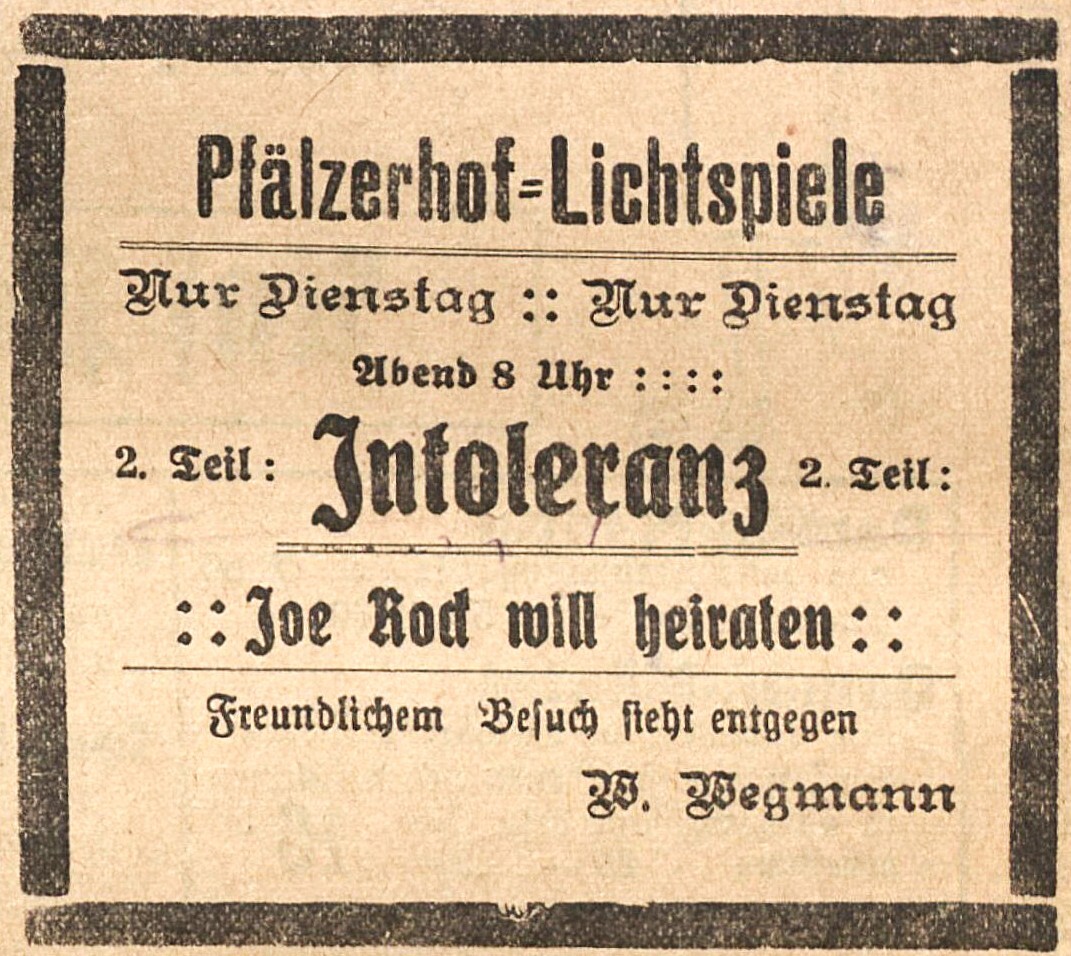 Pfälzerhof=Lichtspiele
Nur Dienstag :: Nur Dienstag
Abend 8 Uhr ::::
2. Teil: Intoleranz 2. Teil:
:: Joe Rock will heiraten ::
Freundlichem Besuch sieht entgegen
W. Wegmann